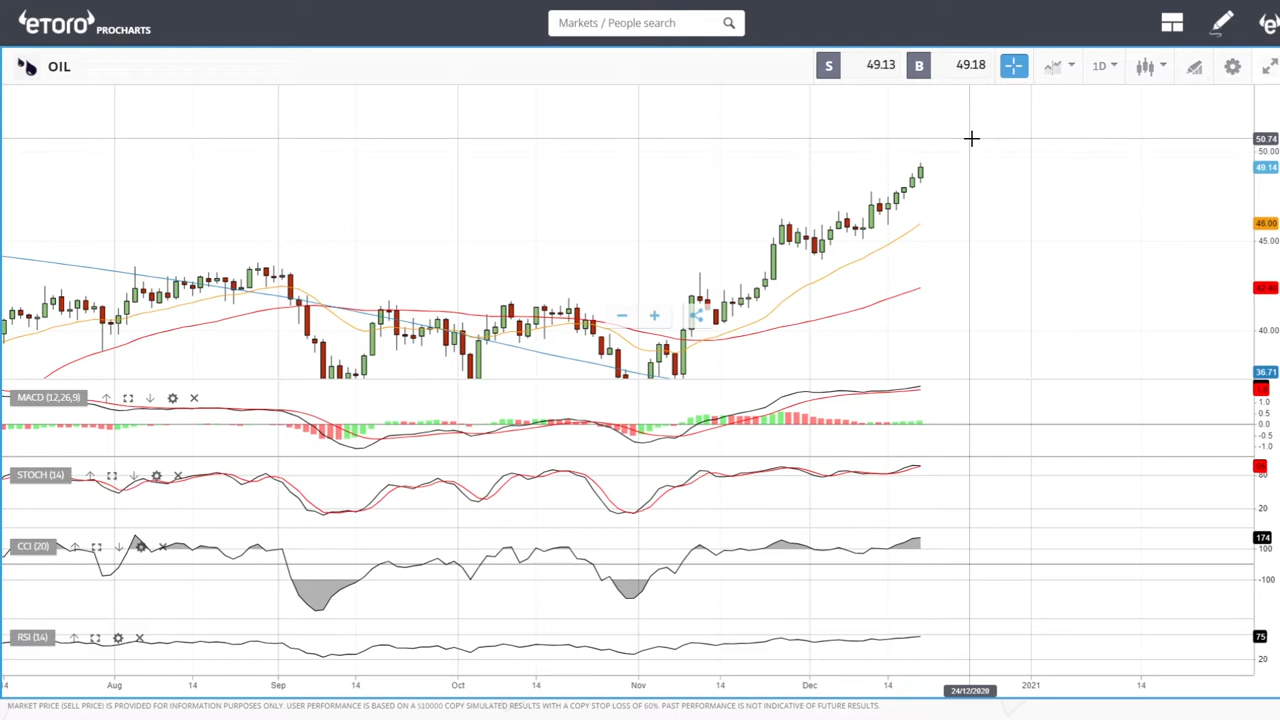 eToro PROCHARTS
Markets / People search
OIL
S 49.13 B 49.18
1D
50.74
50.00
49.14
46.00
45.00
40.00
36.71
MACD (12,26,9)
1.0
0.5
0.0
-0.5
-1.0
STOCH (14)
80
20
CCI (20)
174
100
-100
RSI (14)
75
20
14 Aug 14 Sep 14 Oct 14 Nov Dec 14 2021 14
24/12/2020
MARKET PRICE (SELL PRICE) IS PROVIDED FOR INFORMATION PURPOSES ONLY. USER PERFORMANCE IS BASED ON A $10000 COPY SIMULATED RESULTS WITH A COPY STOP LOSS OF 60%. PAST PERFORMANCE IS NOT INDICATIVE OF FUTURE RESULTS.